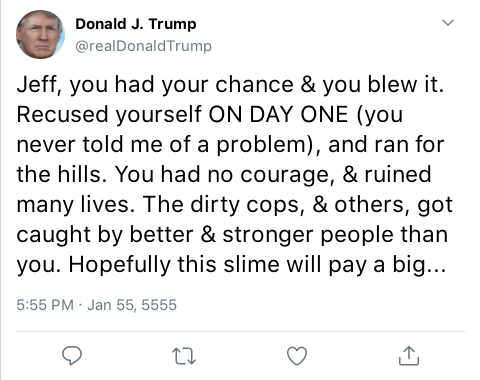 Donald J. Trump
@realDonaldTrump
Jeff, you had your chance & you blew it.
Recused yourself ON DAY ONE (you
never told me of a problem), and ran for
the hills. You had no courage, & ruined
many lives. The dirty cops, & others, got
caught by better & stronger people than
you. Hopefully this slime will pay a big...
5:55 PM · Jan 55, 5555